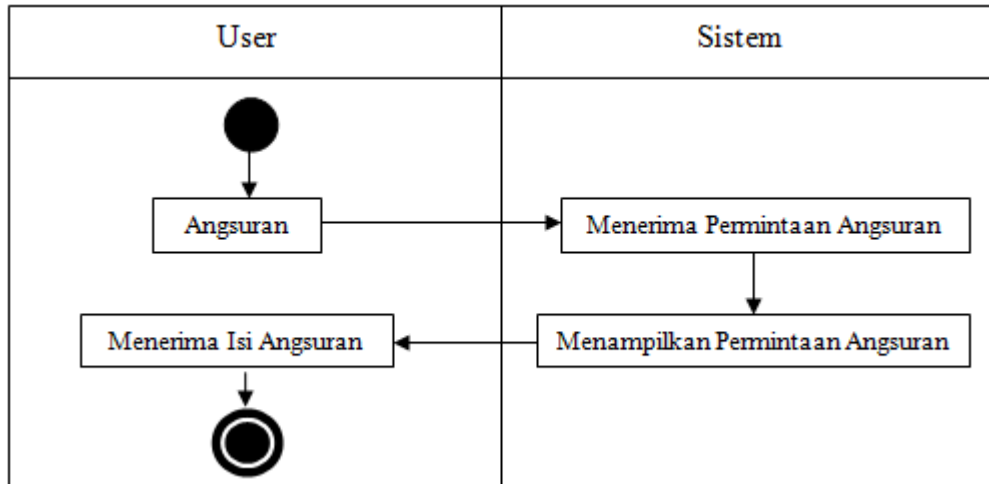 User
Sistem
Angsuran
Menerima Permintaan Angsuran
Menerima Isi Angsuran
Menampilkan Permintaan Angsuran